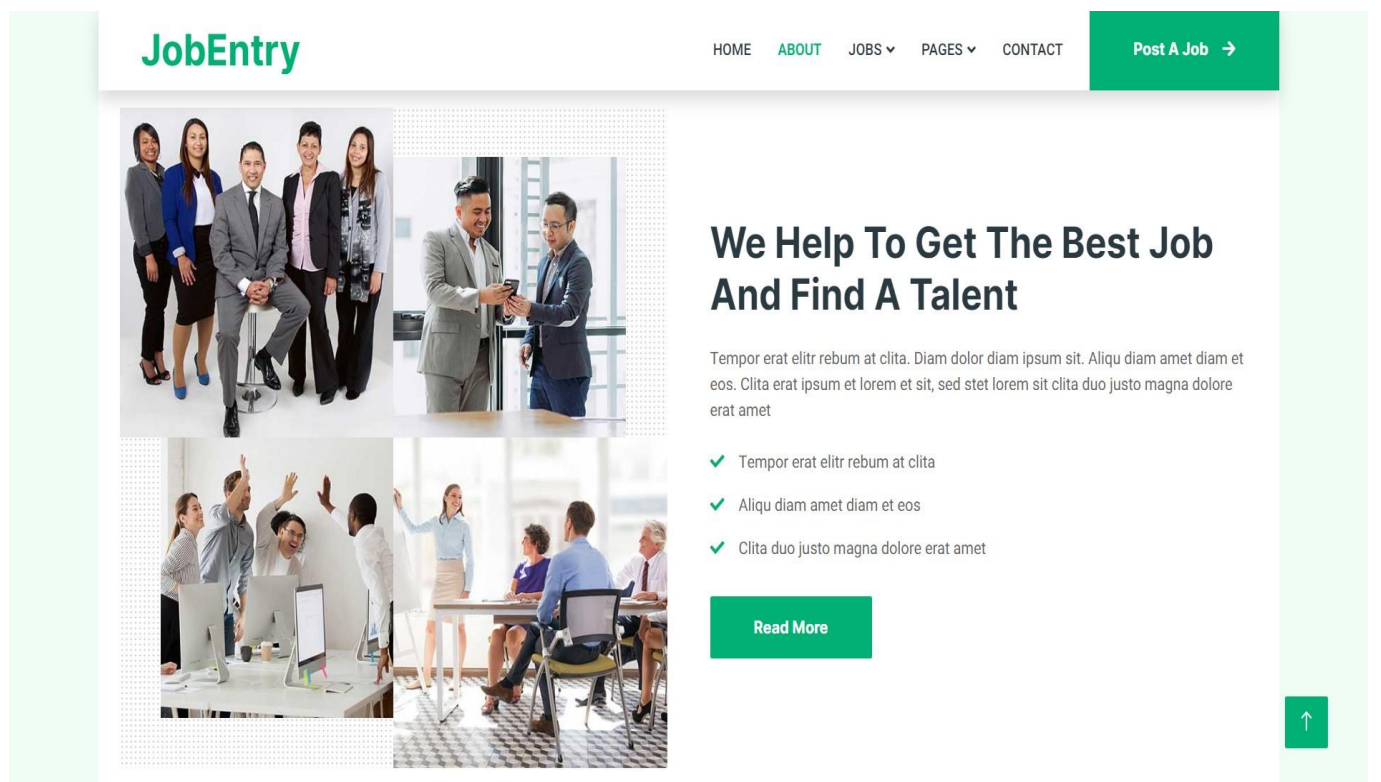 JobEntry
HOME ABOUT JOBS PAGES CONTACT Post A Job
We Help To Get The Best Job
And Find A Talent
Tempor erat elitr rebum at clita. Diam dolor diam ipsum sit. Aliqu diam amet diam et
eos. Clita erat ipsum et lorem et sit, sed stet lorem sit clita duo justo magna dolore
erat amet
Tempor erat elitr rebum at clita
Aliqu diam amet diam et eos
Clita duo justo magna dolore erat amet
Read More